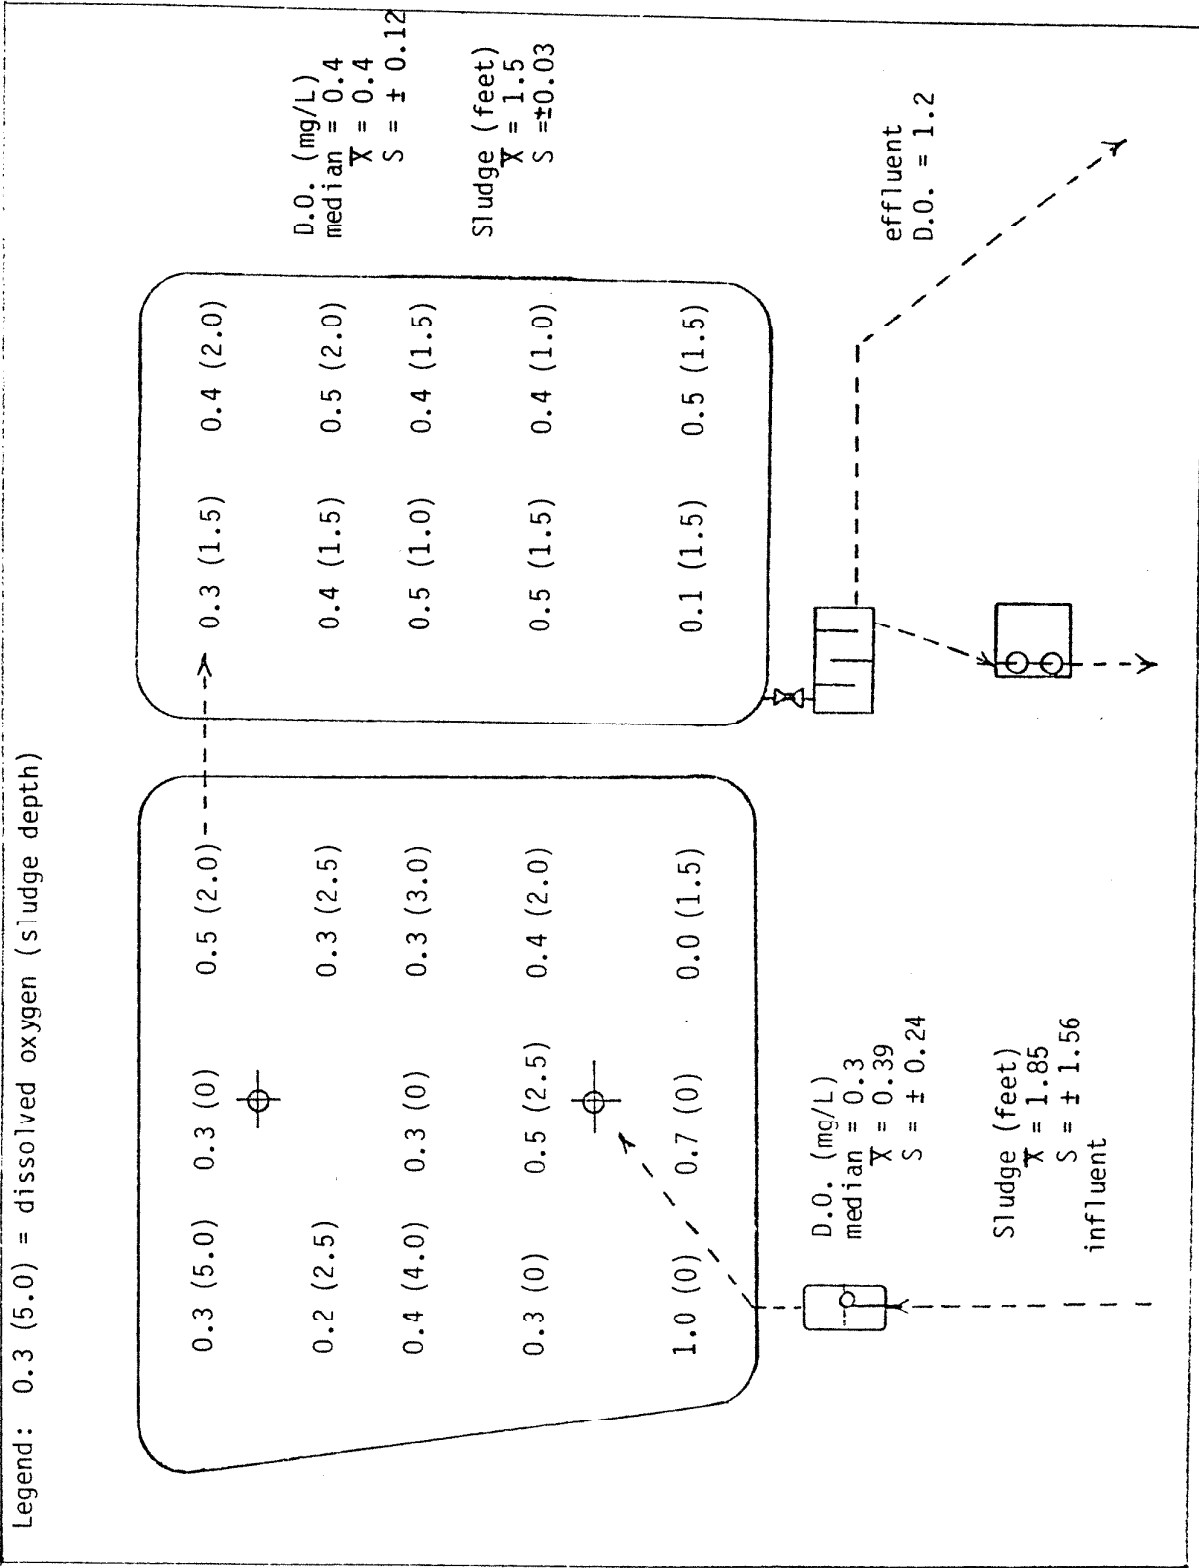 Legend: 0.3 (5.0) = dissolved oxygen (sludge depth)
0.3 (5.0) 0.3 (0) 0.5 (2.0) 0.3 (1.5) 0.4 (2.0)
0.2 (2.5) 0.3 (2.5) 0.4 (1.5) 0.5 (2.0)
0.4 (4.0) 0.3 (0) 0.3 (3.0) 0.5 (1.0) 0.4 (1.5)
0.3 (0) 0.5 (2.5) 0.4 (2.0) 0.5 (1.5) 0.4 (1.0)
1.0 (0) 0.7 (0) 0.0 (1.5) 0.1 (1.5) 0.5 (1.5)
D.O. (mg/L)
median = 0.4
X̅ = 0.4
S = ± 0.12
Sludge (feet)
X̅ = 1.5
S =±0.03
D.O. (mg/L)
median = 0.3
X̅ = 0.39
S = ± 0.24
Sludge (feet)
X̅ = 1.85
S = ± 1.56
influent
effluent
D.O. = 1.2